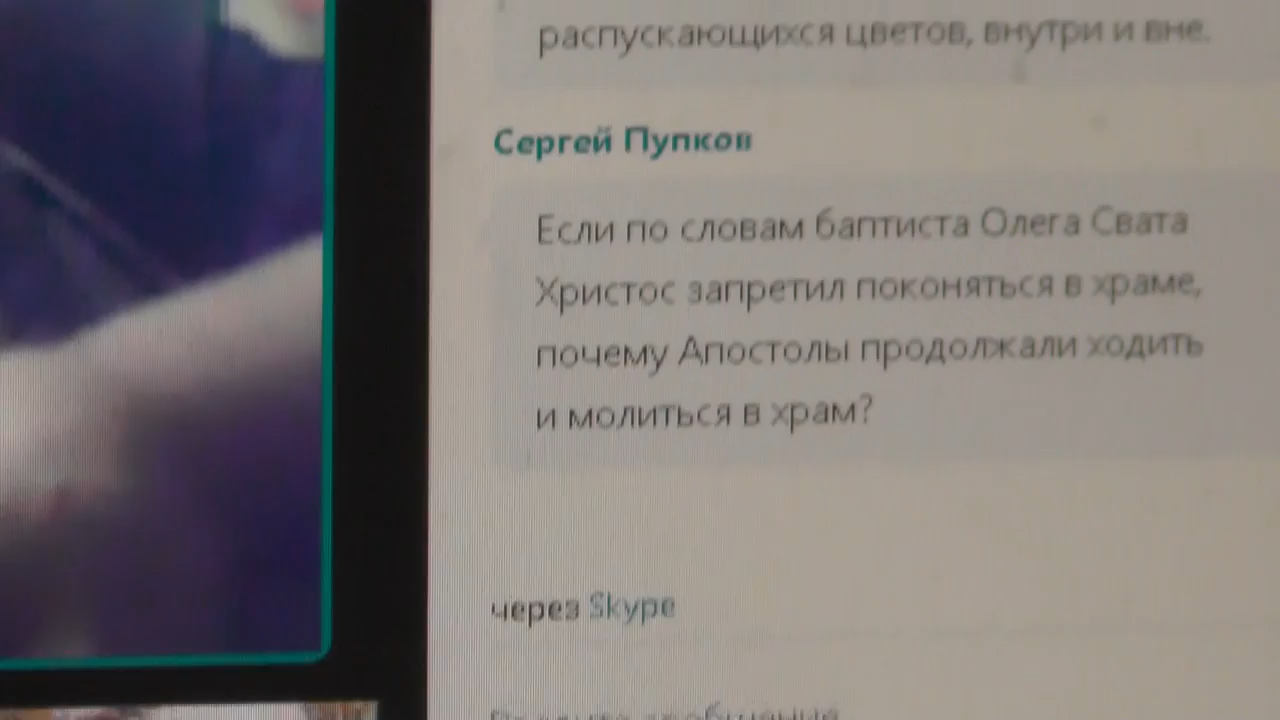 распускающихся цветов, внутри и вне.
Сергей Пупков
Если по словам баптиста Олега Свата
Христос запретил поконяться в храме,
почему Апостолы продолжали ходить
и молиться в храм?
через Skype